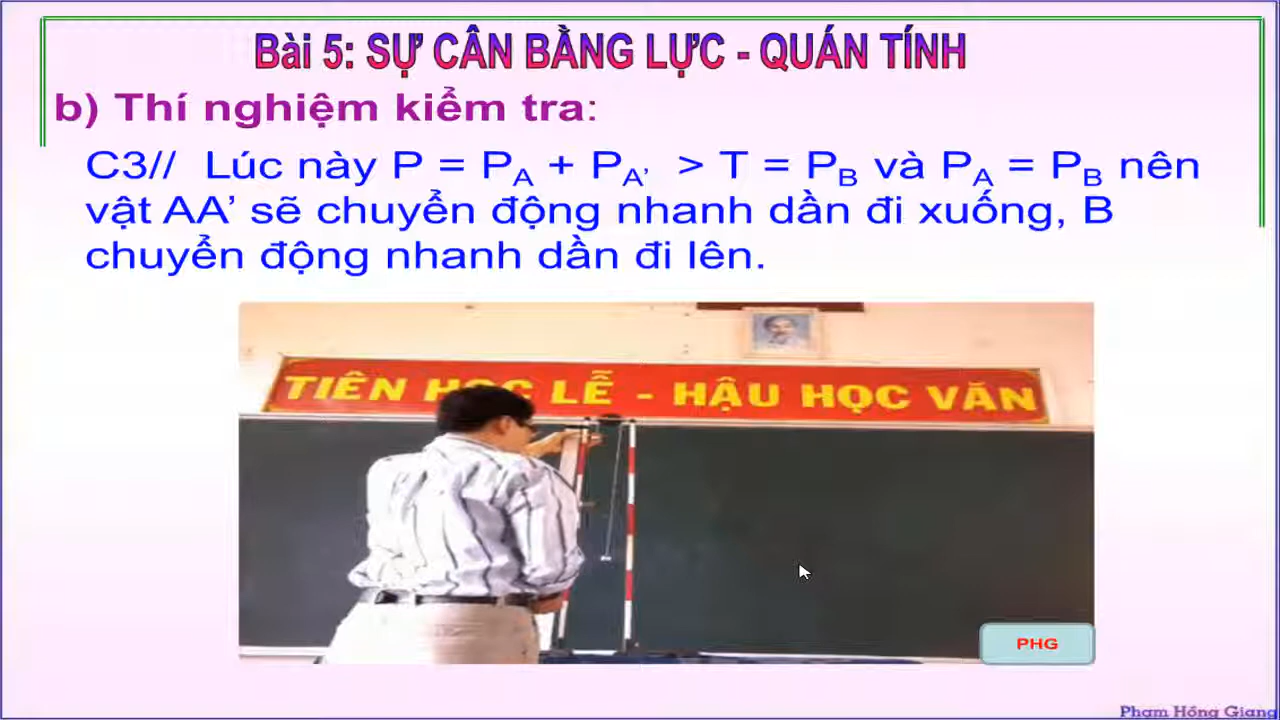 Bài 5: SỰ CÂN BẰNG LỰC - QUÁN TÍNH
b) Thí nghiệm kiểm tra:
C3// Lúc này P = PA + PA’ > T = PB và PA = PB nên
vật AA’ sẽ chuyển động nhanh dần đi xuống, B
chuyển động nhanh dần đi lên.
TIÊN HỌC LỄ - HẬU HỌC VĂN
PHG
Phạm Hồng Giang